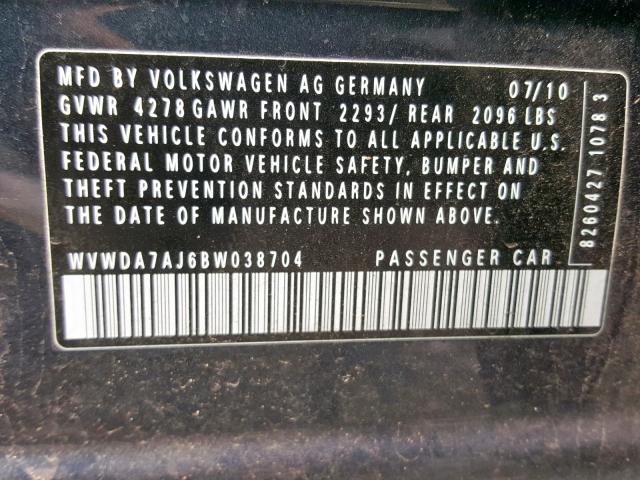 MFD BY VOLKSWAGEN AG GERMANY 07/10
GVWR 4278 GAWR FRONT 2293/ REAR 2096 LBS
THIS VEHICLE CONFORMS TO ALL APPLICABLE U.S.
FEDERAL MOTOR VEHICLE SAFETY, BUMPER AND
THEFT PREVENTION STANDARDS IN EFFECT ON
THE DATE OF MANUFACTURE SHOWN ABOVE.
WVWDA7AJ6BW038704 PASSENGER CAR
8260427 1078 3